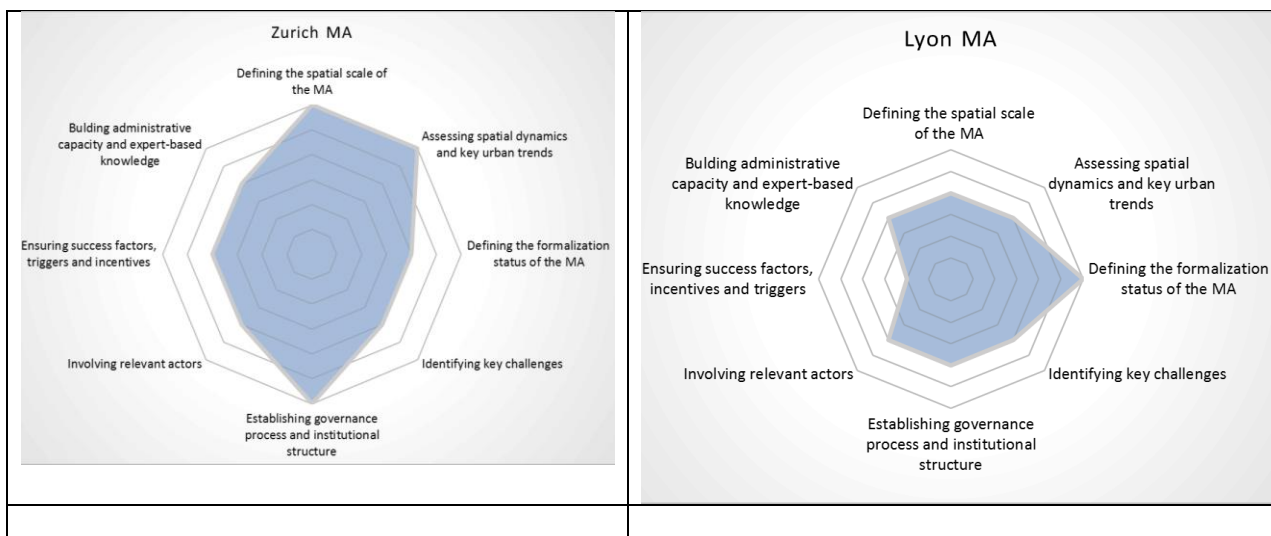 Zurich MA
Defining the spatial scale of
the MA
Bulding administrative
capacity and expert-based
knowledge
Assessing spatial dynamics
and key urban trends
Ensuring success factors,
triggers and incentives
Defining the formalization
status of the MA
Involving relevant actors
Identifying key challenges
Establishing governance
process and institutional
structure
Lyon MA
Defining the spatial scale
of the MA
Bulding administrative
capacity and expert-based
knowledge
Assessing spatial
dynamics and key urban
trends
Ensuring success factors,
incentives and triggers
Defining the formalization
status of the MA
Involving relevant actors
Identifying key challenges
Establishing governance
process and institutional
structure